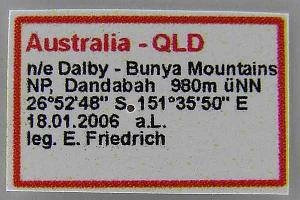 Australia - QLD
n/e Dalby - Bunya Mountains
NP, Dandabah 980m üNN
26°52'48" S. 151°35'50" E
18.01.2006 a.L.
leg. E. Friedrich